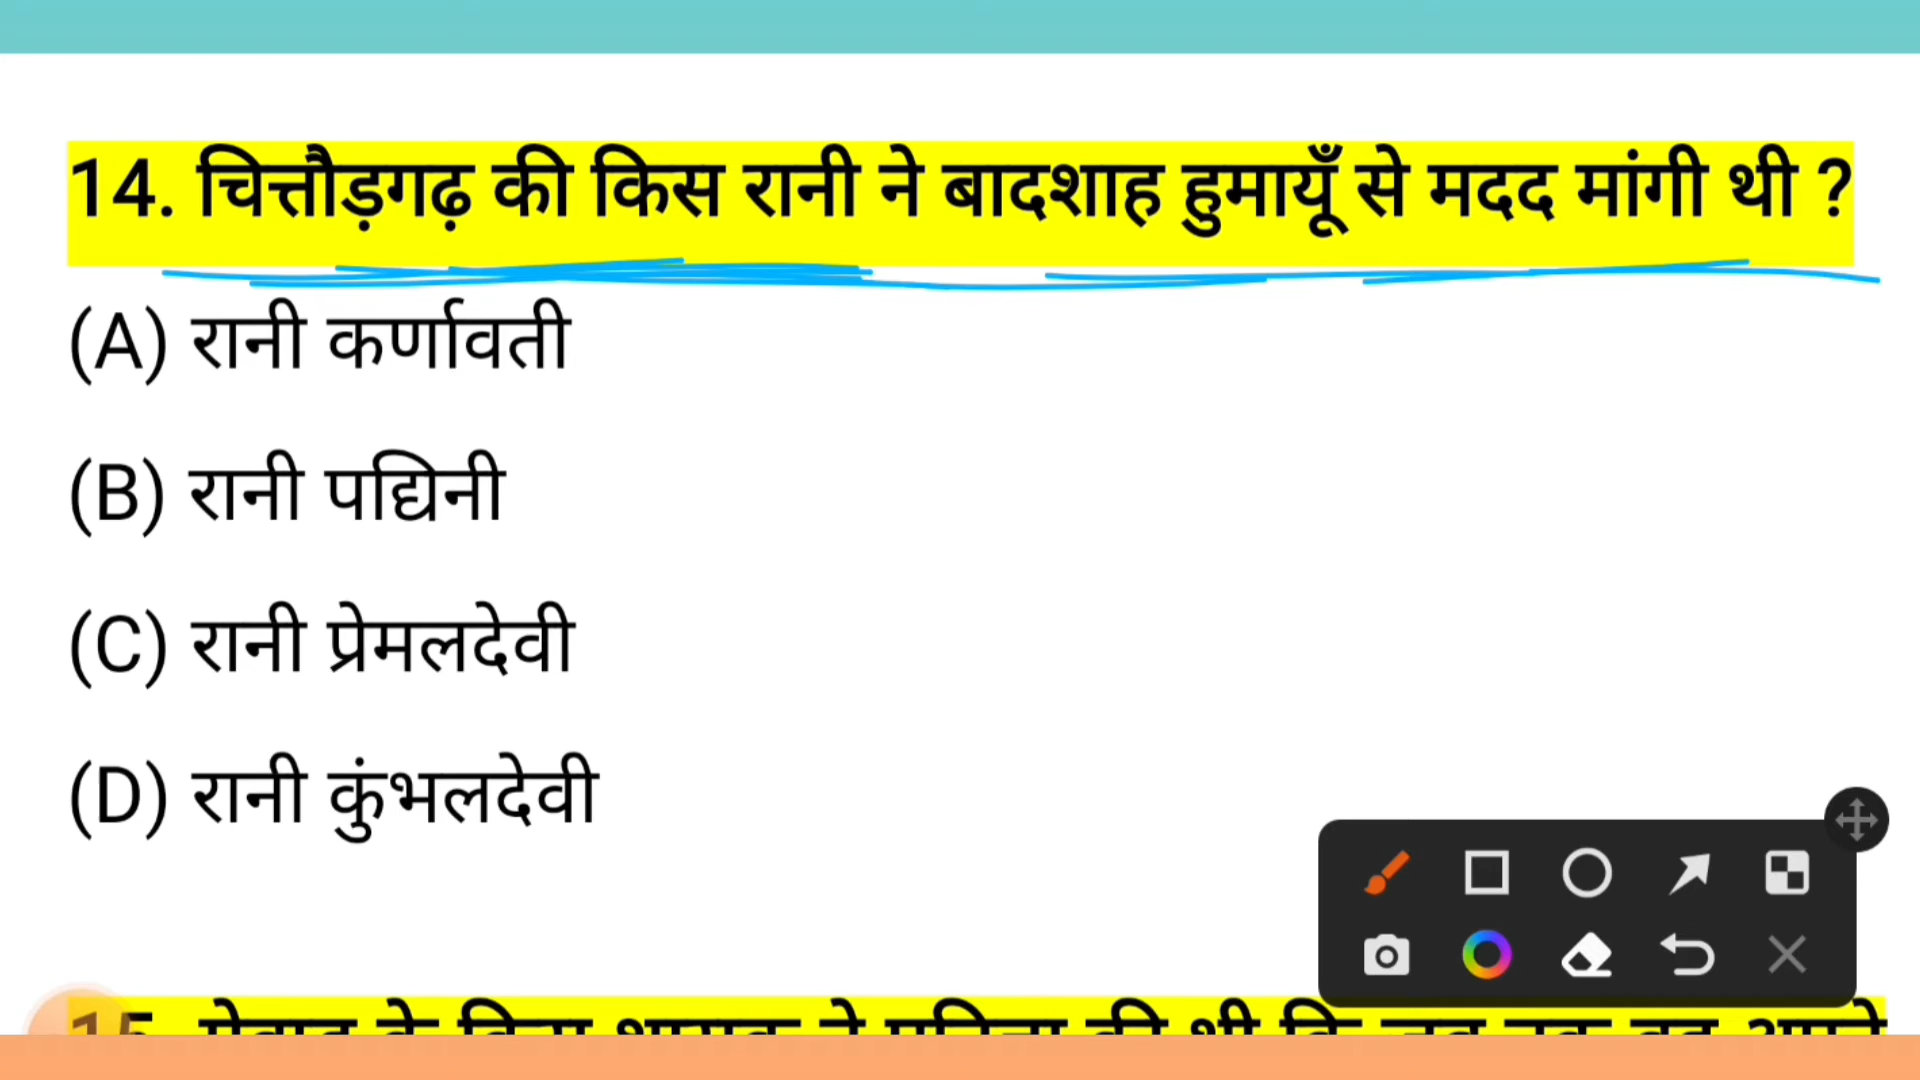 14. चित्तौड़गढ़ की किस रानी ने बादशाह हुमायूँ से मदद मांगी थी ?
(A) रानी कर्णावती
(B) रानी पद्यिनी
(C) रानी प्रेमलदेवी
(D) रानी कुंभलदेवी